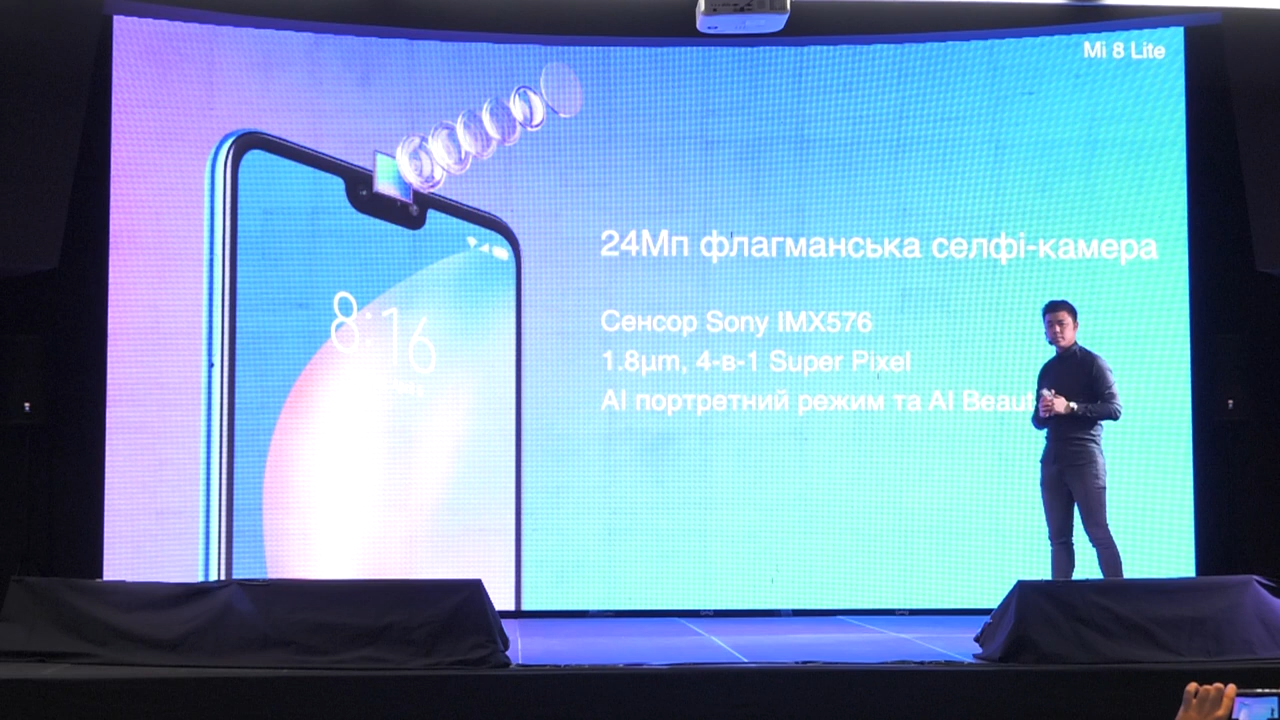 Mi 8 Lite
8:16
24Мп флагманська селфі-камера
Сенсор Sony IMX576
1.8μm, 4-в-1 Super Pixel
AI портретний режим та AI